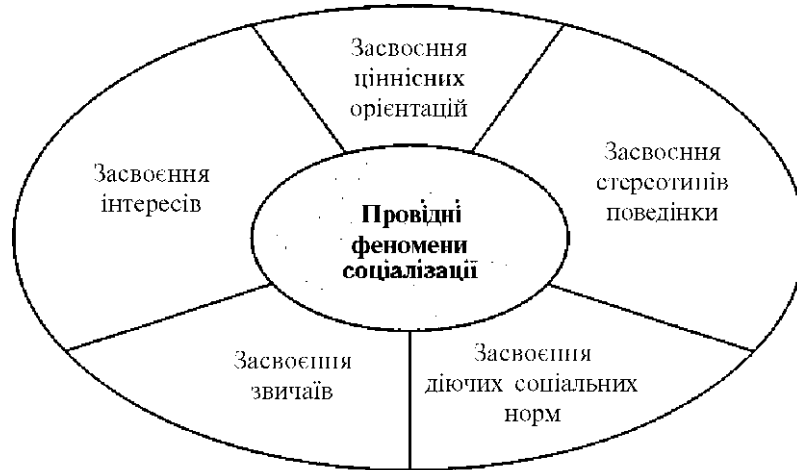 Засвоєння
ціннісних
орієнтацій
Засвоєння
стереотипів
поведінки
Засвоєння
діючих соціальних
норм
Засвоєння
звичаїв
Засвоєння
інтересів
Провідні
феномени
соціалізації